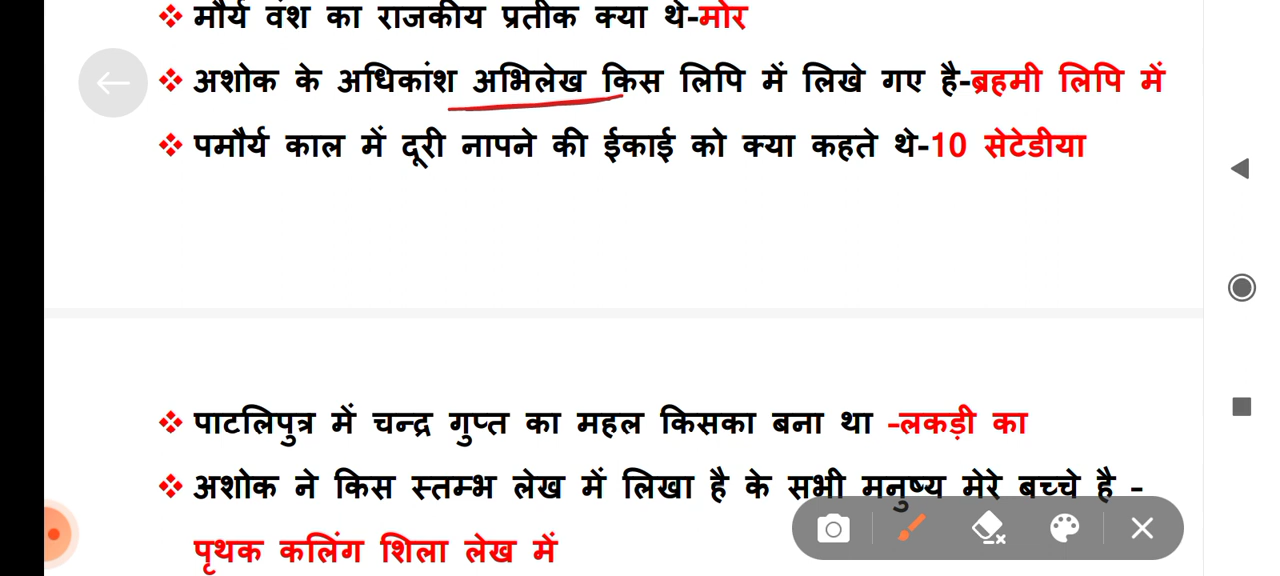 ❖ मौर्य वंश का राजकीय प्रतीक क्या थे-मोर
❖ अशोक के अधिकांश अभिलेख किस लिपि में लिखे गए है-ब्रहमी लिपि में
❖ पमौर्य काल में दूरी नापने की ईकाई को क्या कहते थे-10 सेटेडीया
❖ पाटलिपुत्र में चन्द्र गुप्त का महल किसका बना था -लकड़ी का
❖ अशोक ने किस स्तम्भ लेख में लिखा है के सभी मनुष्य मेरे बच्चे है -
पृथक कलिंग शिला लेख में